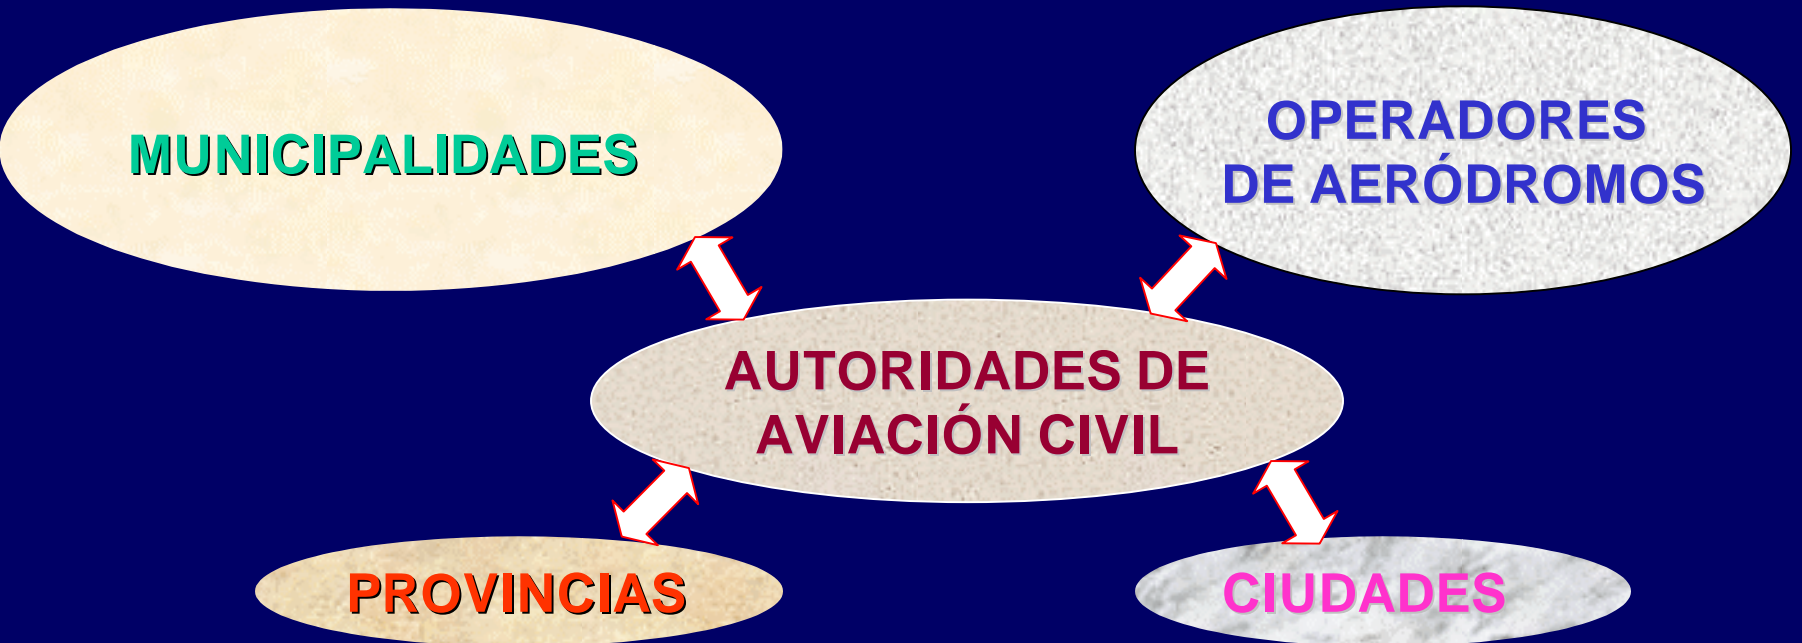 MUNICIPALIDADES
OPERADORES
DE AERÓDROMOS
AUTORIDADES DE
AVIACIÓN CIVIL
PROVINCIAS
CIUDADES